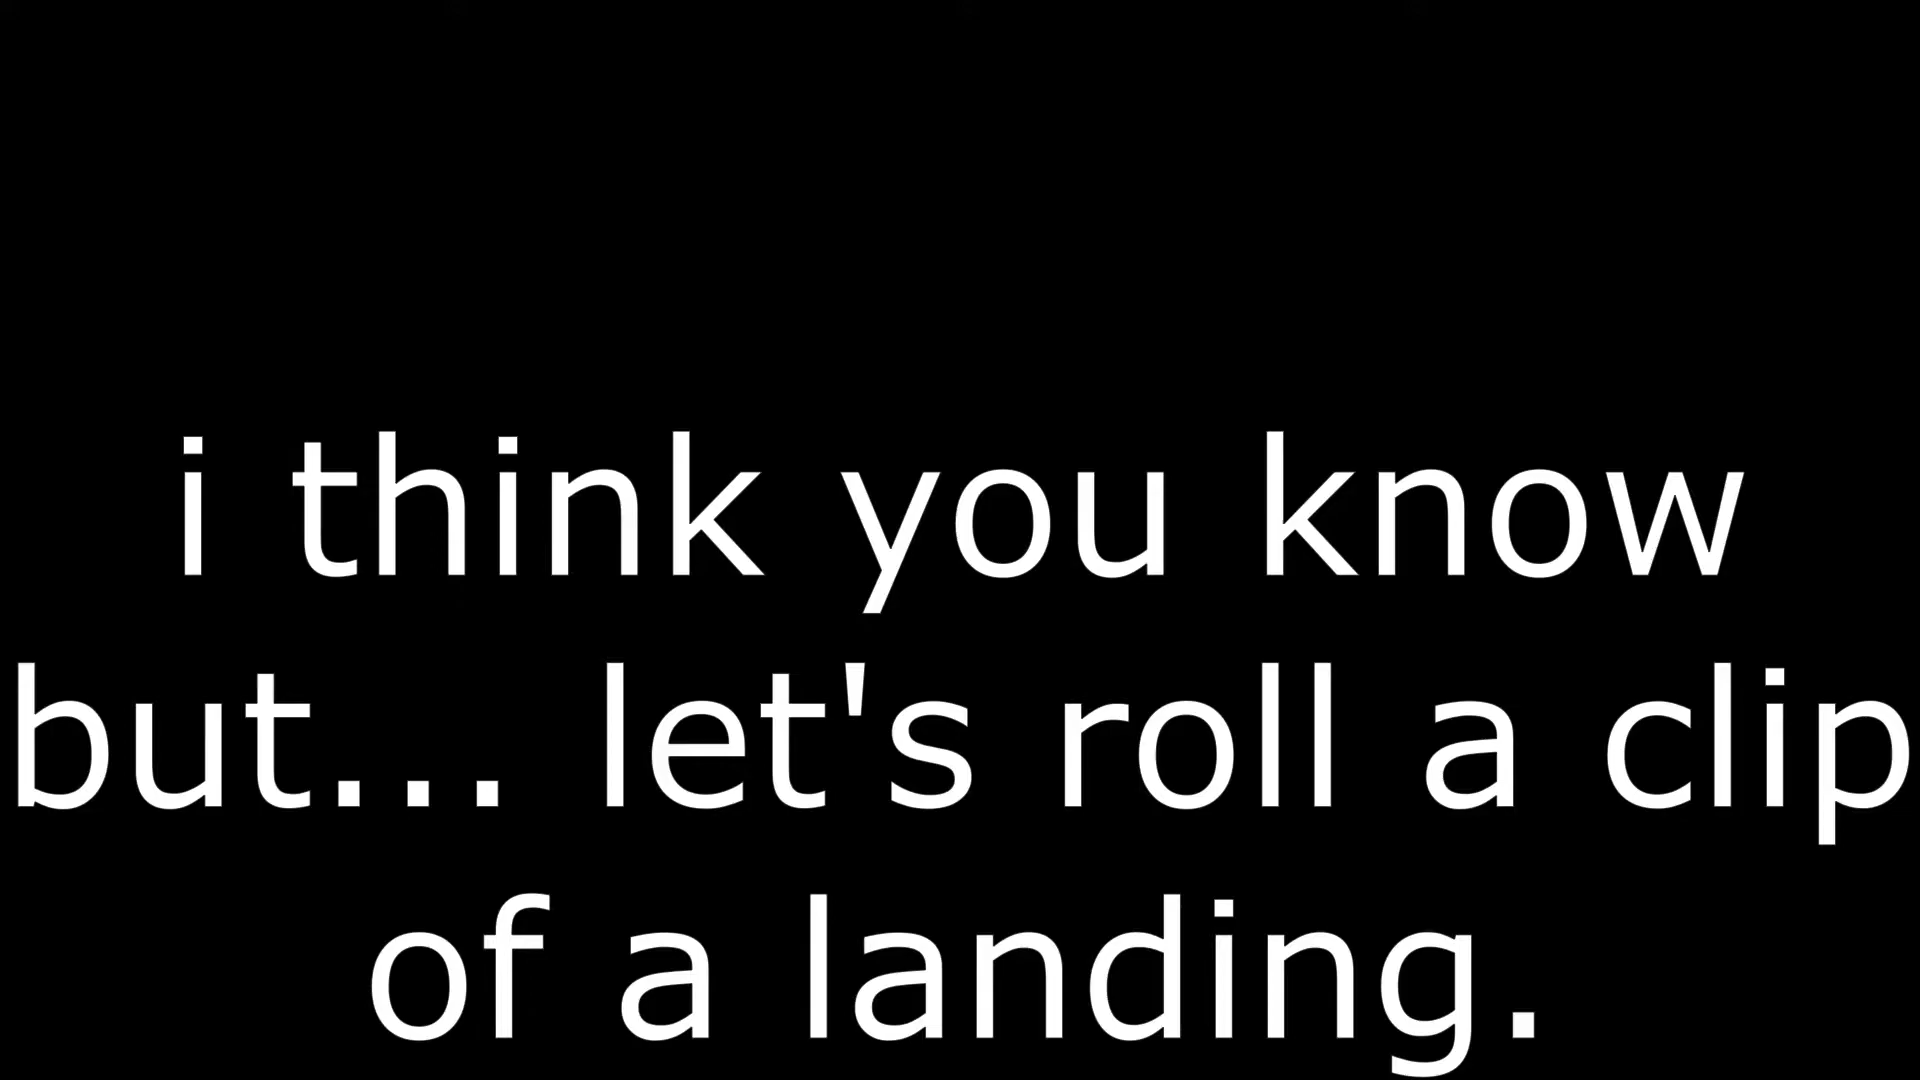 i think you know
but... let's roll a clip
of a landing.